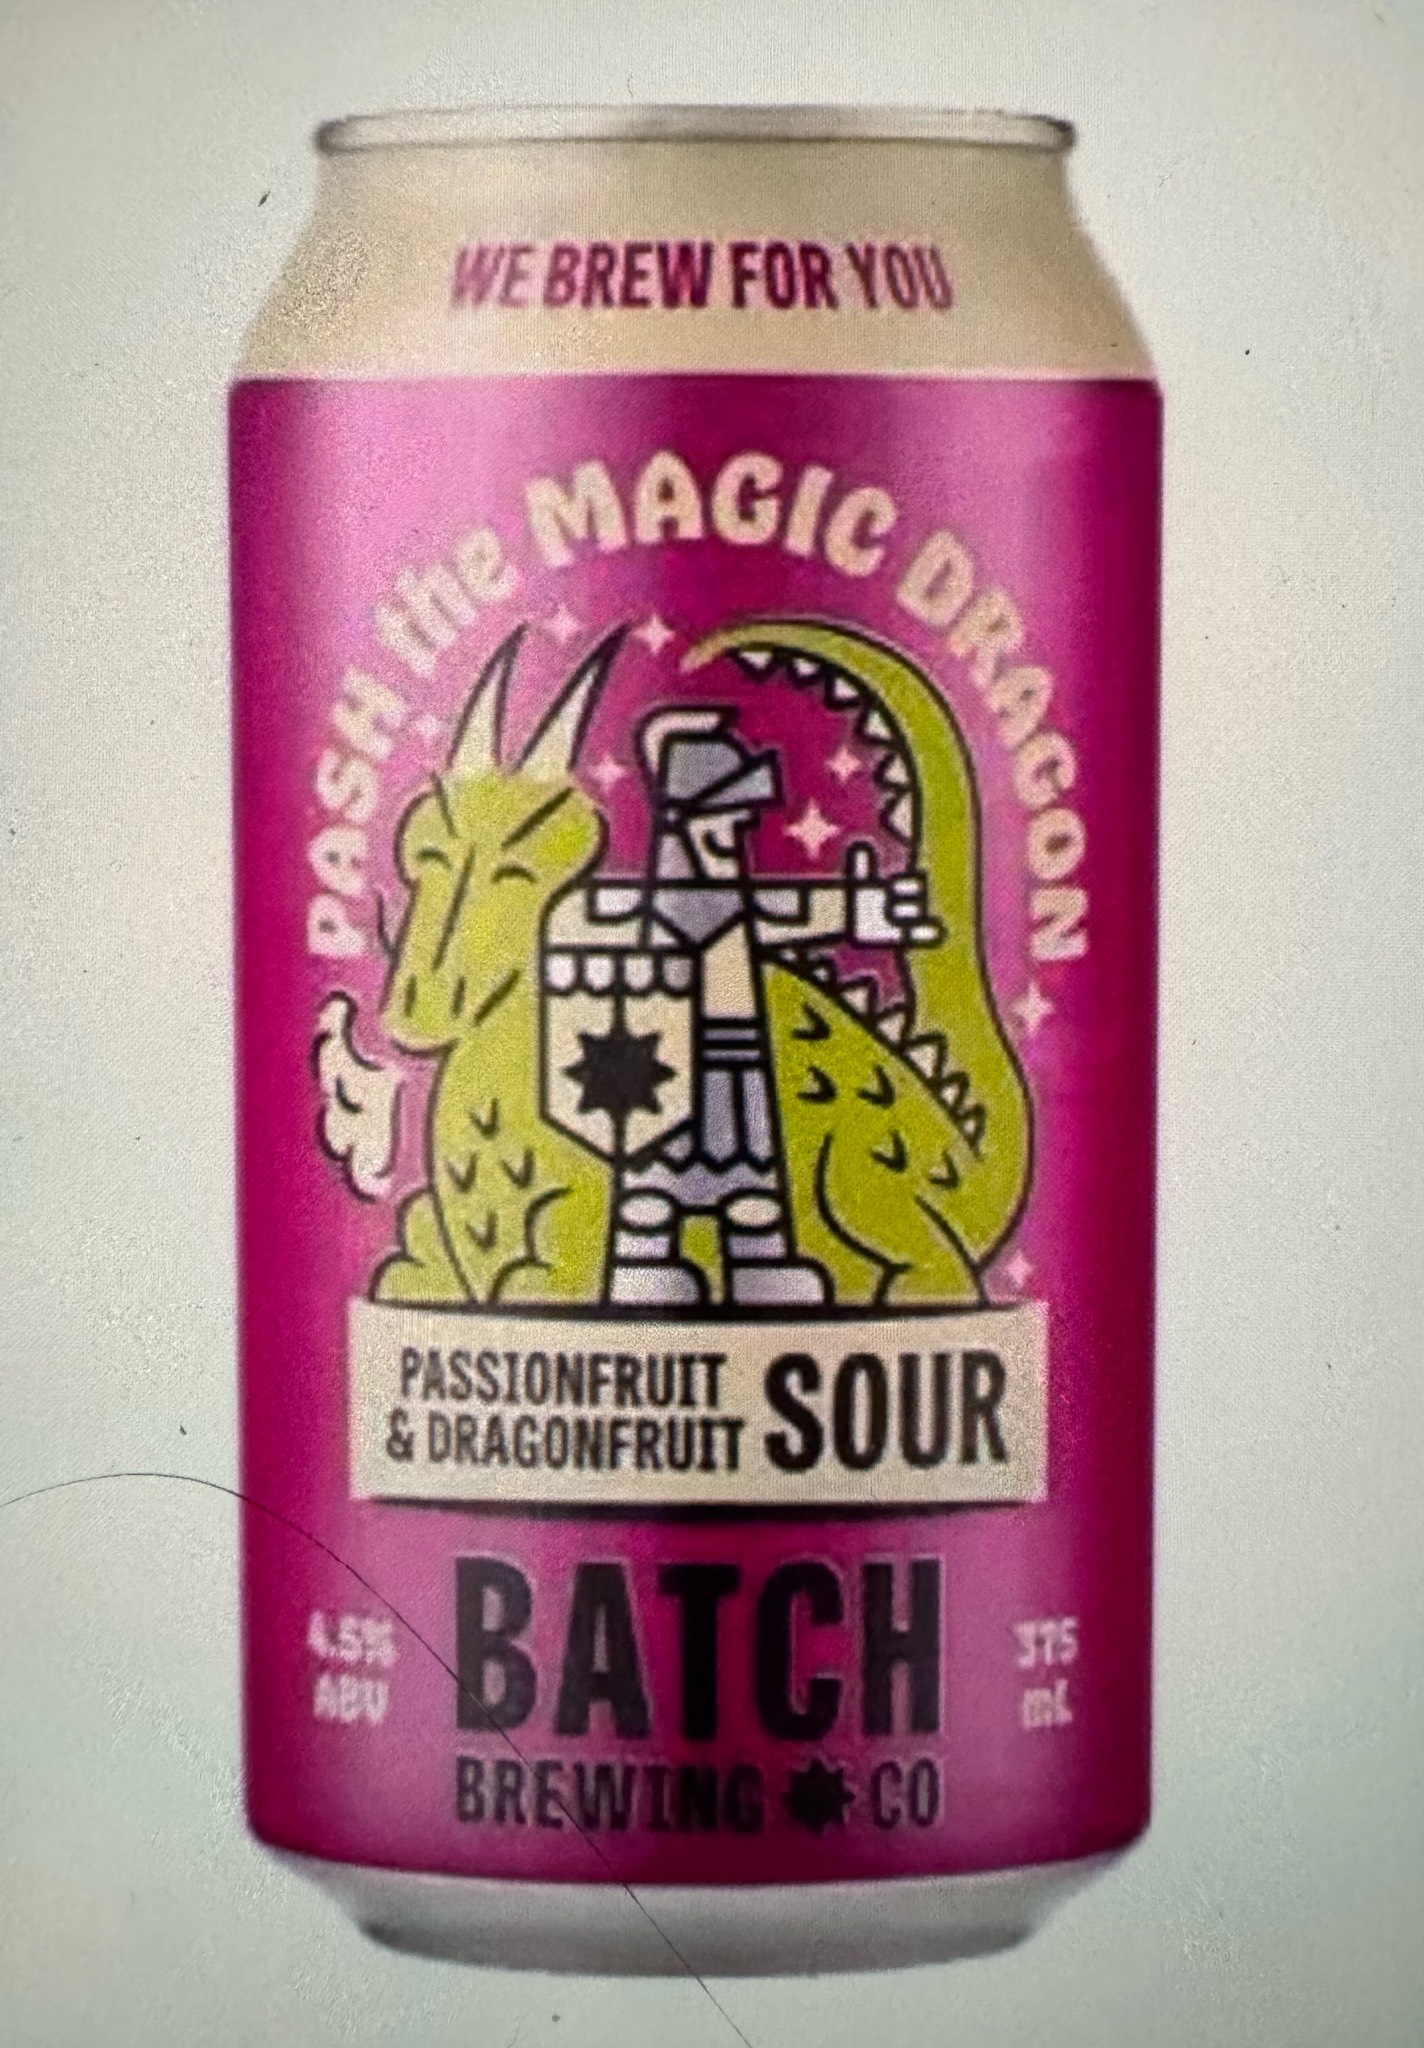 WE BREW FOR YOU
PASH the MAGIC DRAGON
PASSIONFRUIT
& DRAGONFRUIT
SOUR
BATCH
BREWING CO
4.5%
ABV
375
mL